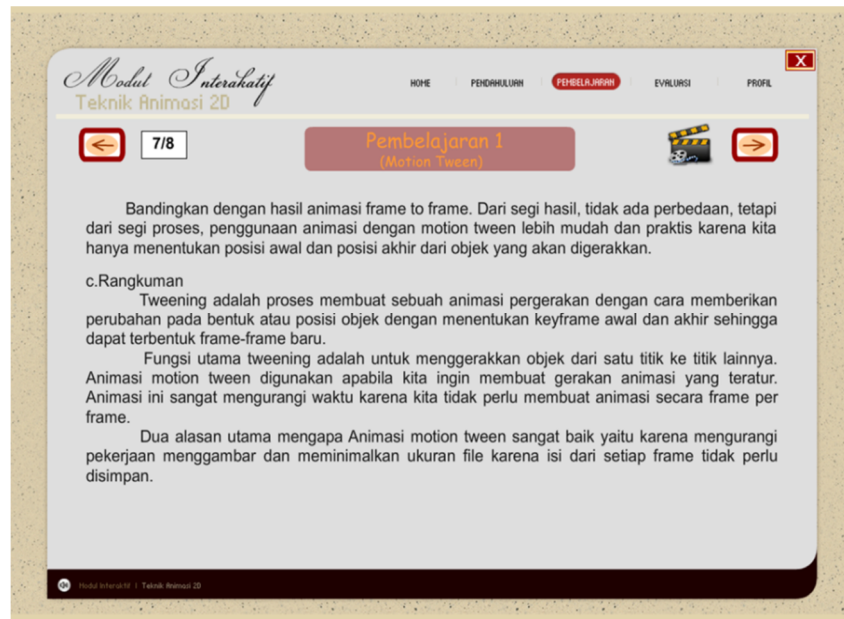 Modul Interakatif
Teknik Animasi 2D
HOME
PENDAHULUAN
PEMBELAJARAN
EVALUASI
PROFIL
X
7/8
Pembelajaran 1
(Motion Tween)
Bandingkan dengan hasil animasi frame to frame. Dari segi hasil, tidak ada perbedaan, tetapi
dari segi proses, penggunaan animasi dengan motion tween lebih mudah dan praktis karena kita
hanya menentukan posisi awal dan posisi akhir dari objek yang akan digerakkan.
c.Rangkuman
Tweening adalah proses membuat sebuah animasi pergerakan dengan cara memberikan
perubahan pada bentuk atau posisi objek dengan menentukan keyframe awal dan akhir sehingga
dapat terbentuk frame-frame baru.
Fungsi utama tweening adalah untuk menggerakkan objek dari satu titik ke titik lainnya.
Animasi motion tween digunakan apabila kita ingin membuat gerakan animasi yang teratur.
Animasi ini sangat mengurangi waktu karena kita tidak perlu membuat animasi secara frame per
frame.
Dua alasan utama mengapa Animasi motion tween sangat baik yaitu karena mengurangi
pekerjaan menggambar dan meminimalkan ukuran file karena isi dari setiap frame tidak perlu
disimpan.
Modul Interaktif | Teknik Animasi 2D